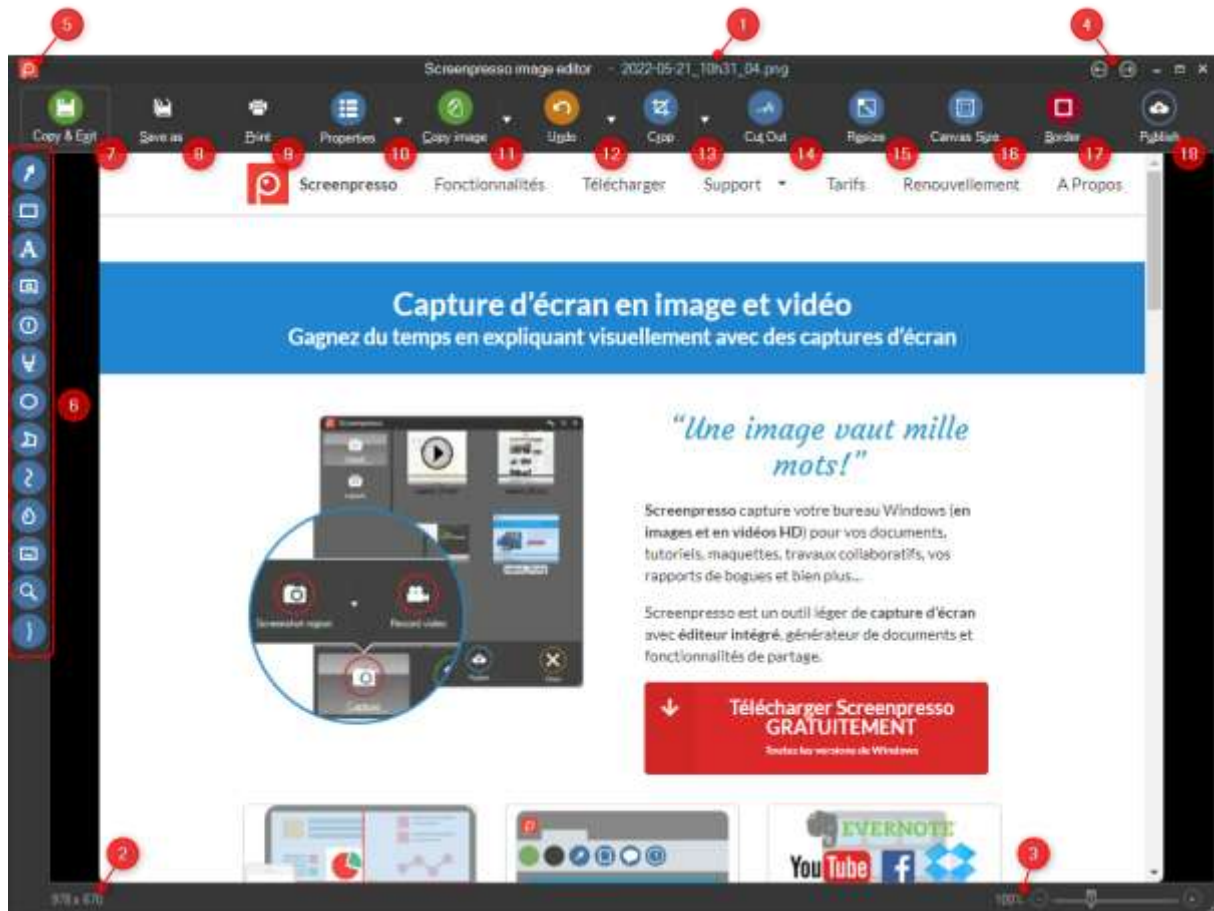 5
1
4
Screenpresso image editor - 2022-05-21_10h31_04.png
Copy & Exit
Save as
Print
Properties
Copy image
Undo
Crop
Cut Out
Resize
Canvas Size
Border
Publish
7
8
9
10
11
12
13
14
15
16
17
18
Screenpresso
Fonctionnalités
Télécharger
Support
Tarifs
Renouvellement
A Propos
A
6
Capture d'écran en image et vidéo
Gagnez du temps en expliquant visuellement avec des captures d'écran
Screenpresso
Screenshot region
Record video
Capture
“Une image vaut mille
mots!”
Screenpresso capture votre bureau Windows (en
images et en vidéos HD) pour vos documents,
tutoriels, maquettes, travaux collaboratifs, vos
rapports de bogues et bien plus...
Screenpresso est un outil léger de capture d'écran
avec éditeur intégré, générateur de documents et
fonctionnalités de partage.
Télécharger Screenpresso
GRATUITEMENT
Toutes les versions de Windows
EVERNOTE
YouTube
f
2
3
978 x 670
100%